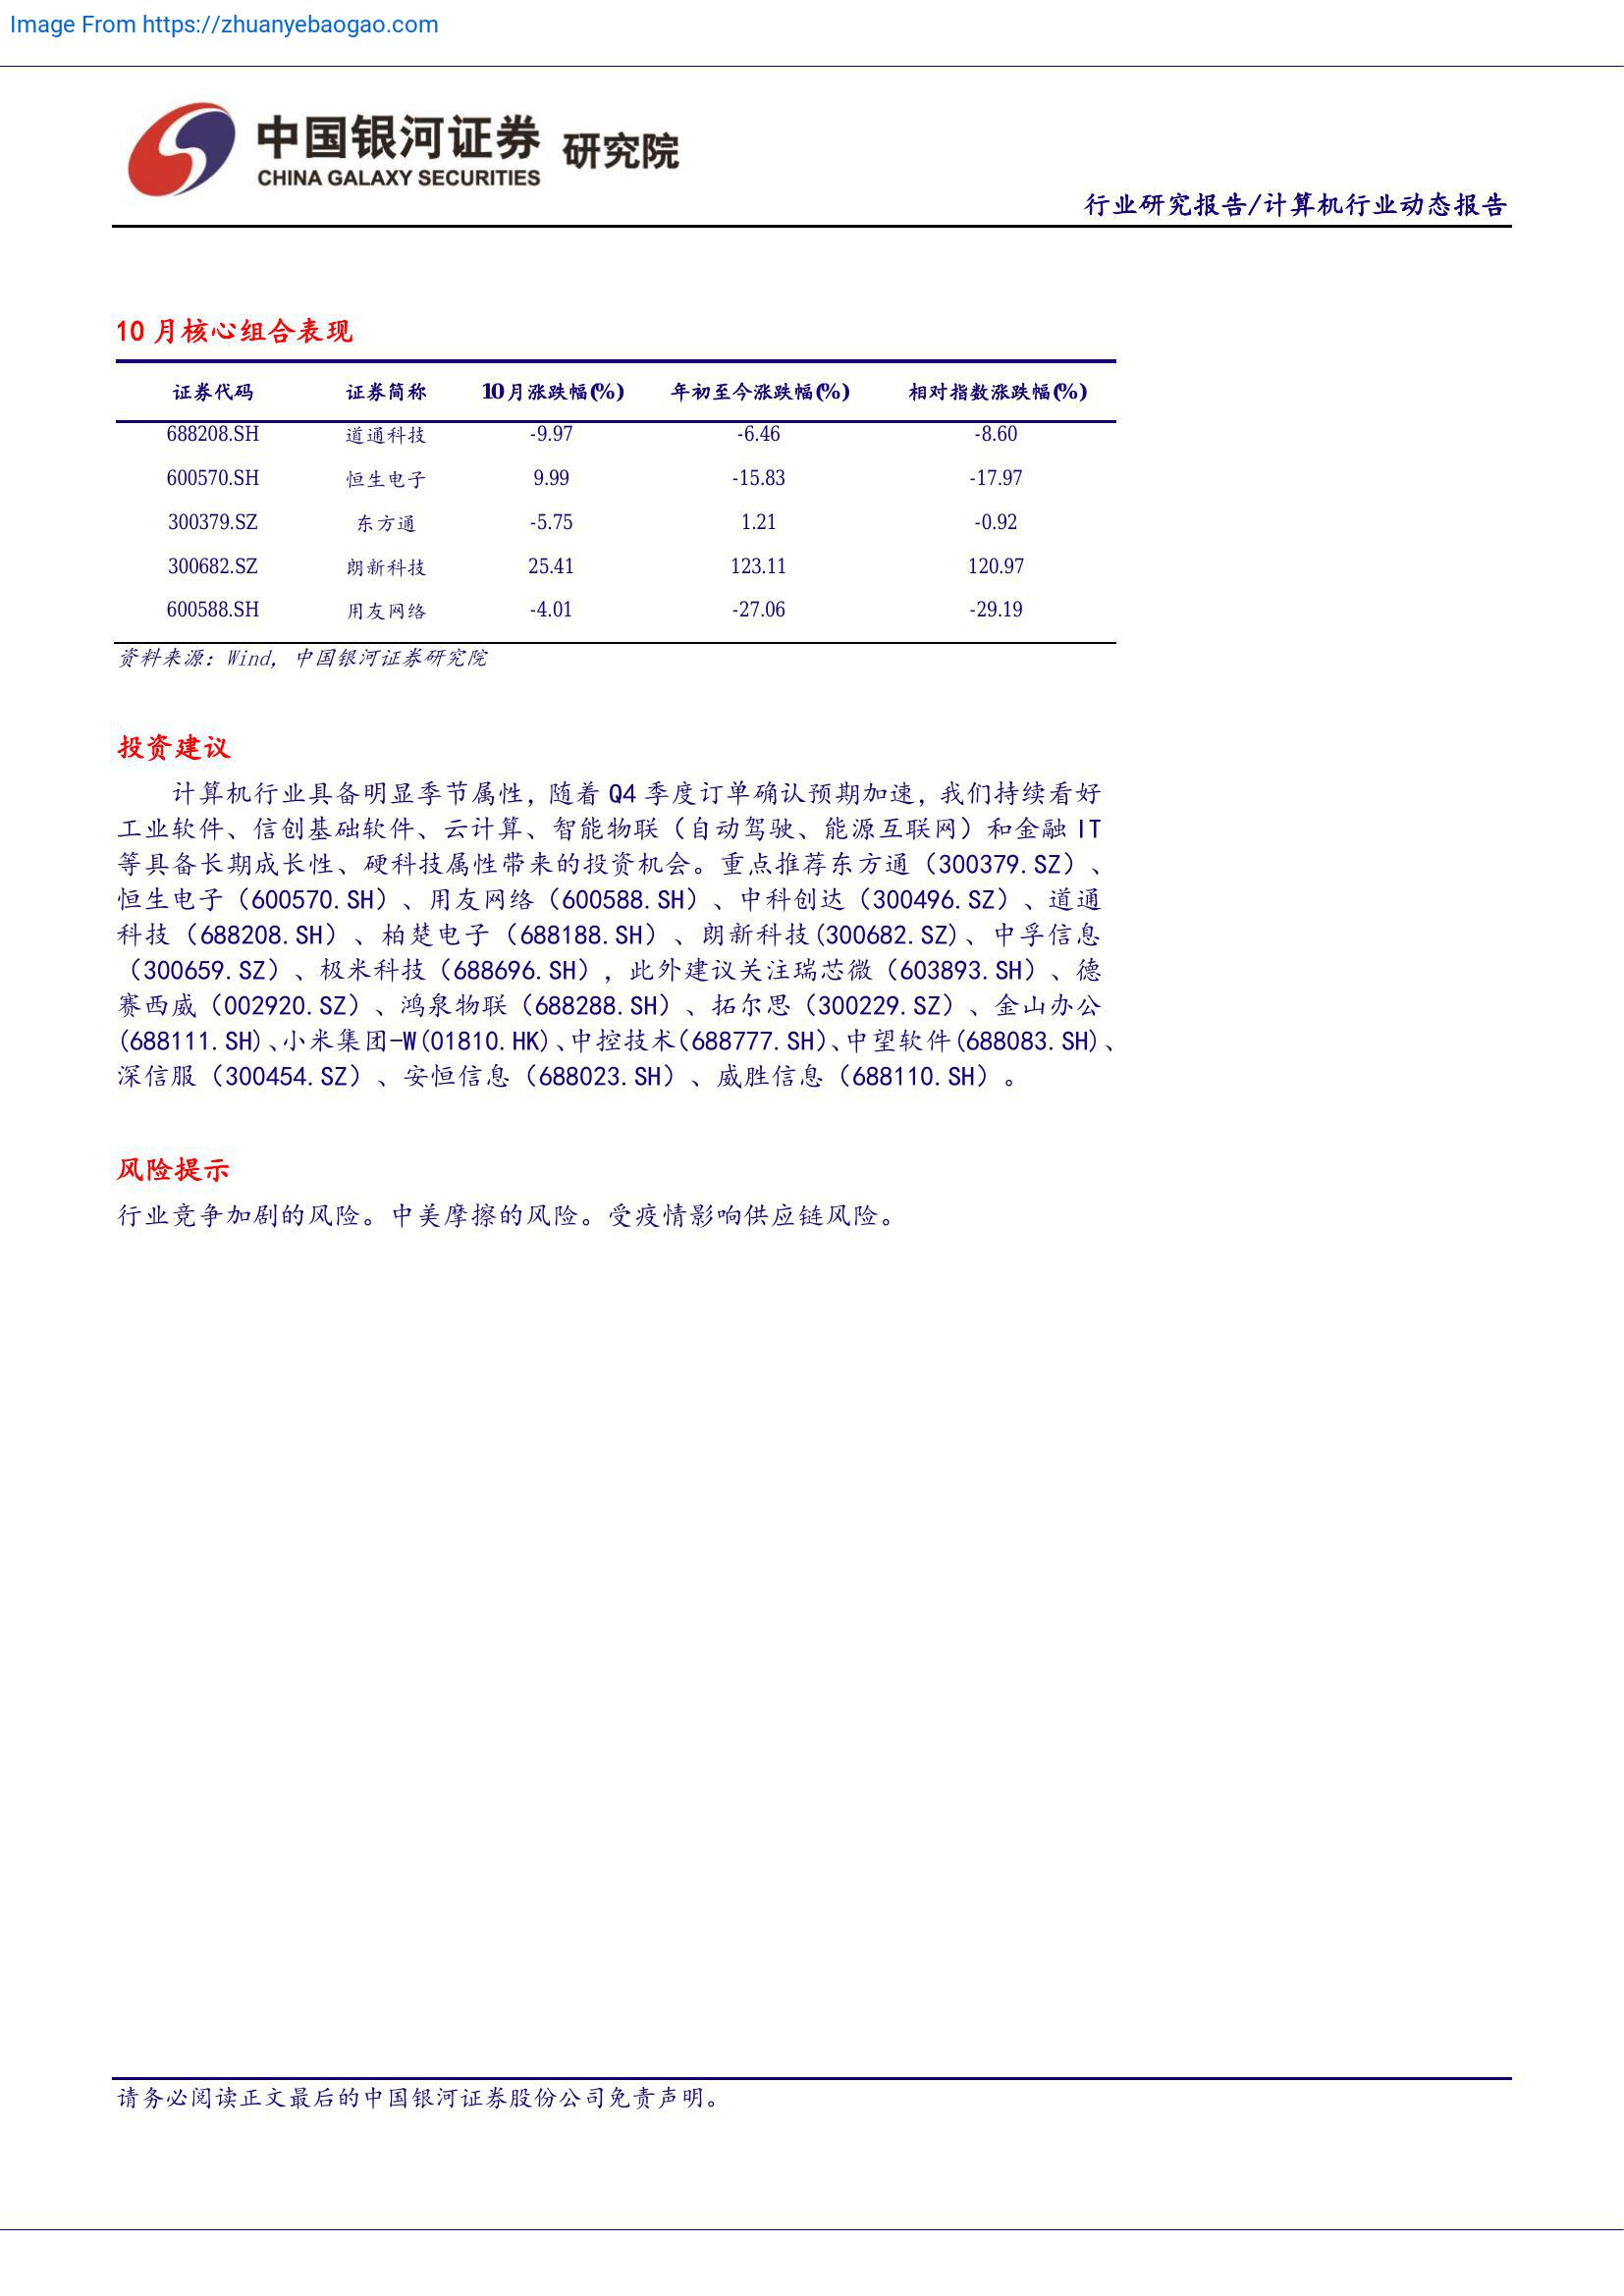 Image From https://zhuanyebaogao.com
中国银河证券 研究院
CHINA GALAXY SECURITIES
行业研究报告/计算机行业动态报告
10 月核心组合表现
证券代码 证券简称 10月涨跌幅(%) 年初至今涨跌幅(%) 相对指数涨跌幅(%)
688208.SH 道通科技 -9.97 -6.46 -8.60
600570.SH 恒生电子 9.99 -15.83 -17.97
300379.SZ 东方通 -5.75 1.21 -0.92
300682.SZ 朗新科技 25.41 123.11 120.97
600588.SH 用友网络 -4.01 -27.06 -29.19
资料来源：Wind，中国银河证券研究院
投资建议
计算机行业具备明显季节属性，随着 Q4 季度订单确认预期加速，我们持续看好
工业软件、信创基础软件、云计算、智能物联（自动驾驶、能源互联网）和金融 IT
等具备长期成长性、硬科技属性带来的投资机会。重点推荐东方通（300379.SZ）、
恒生电子（600570.SH）、用友网络（600588.SH）、中科创达（300496.SZ）、道通
科技（688208.SH）、柏楚电子（688188.SH）、朗新科技(300682.SZ)、中孚信息
（300659.SZ）、极米科技（688696.SH），此外建议关注瑞芯微（603893.SH）、德
赛西威（002920.SZ）、鸿泉物联（688288.SH）、拓尔思（300229.SZ）、金山办公
(688111.SH)、小米集团-W(01810.HK)、中控技术(688777.SH)、中望软件(688083.SH)、
深信服（300454.SZ）、安恒信息（688023.SH）、威胜信息（688110.SH）。
风险提示
行业竞争加剧的风险。中美摩擦的风险。受疫情影响供应链风险。
请务必阅读正文最后的中国银河证券股份公司免责声明。